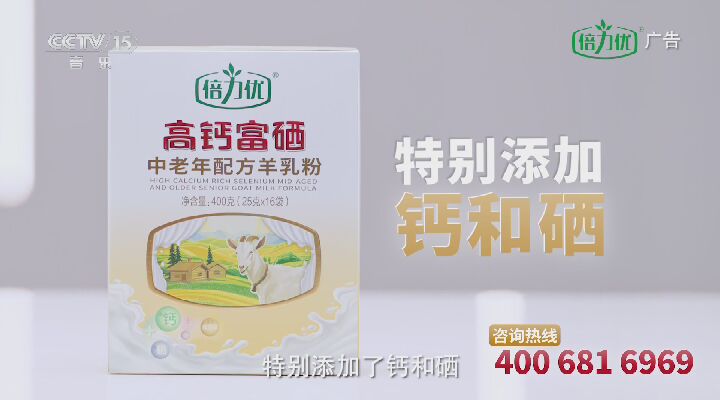 CCTV 15
音乐
倍力优® 广告
倍力优®
高钙富硒
中老年配方羊乳粉
HIGH CALCIUM RICH SELENIUM MID AGED
AND OLDER SENIOR GOAT MILK FORMULA
净含量:400克(25克×16袋)
钙
特别添加
钙和硒
特别添加了钙和硒
咨询热线
400 681 6969